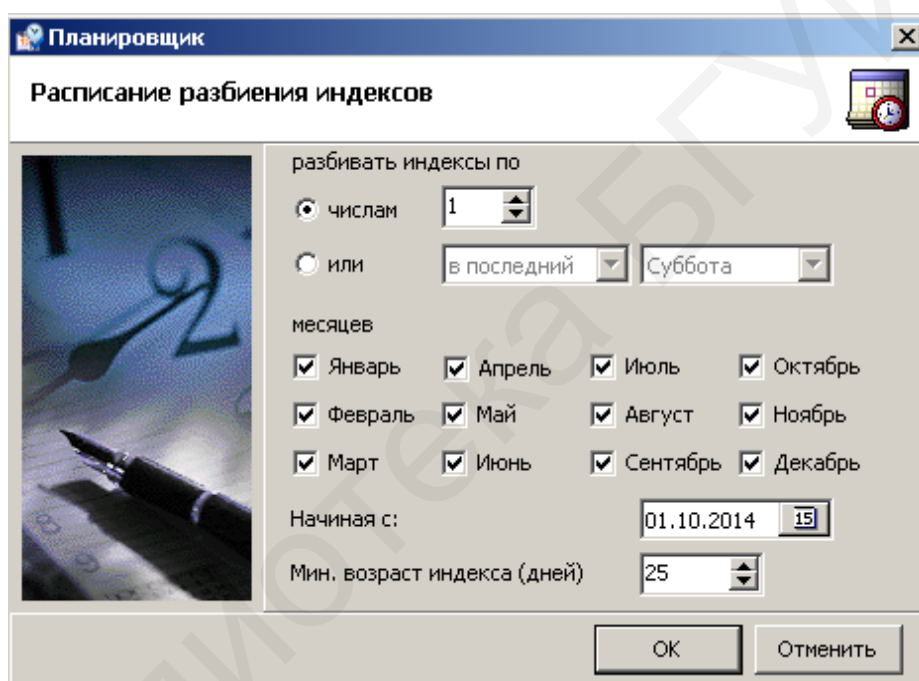 Планировщик
Расписание разбиения индексов
разбивать индексы по
числам 1
или в последний Суббота
месяцев
Январь Апрель Июль Октябрь
Февраль Май Август Ноябрь
Март Июнь Сентябрь Декабрь
Начиная с: 01.10.2014 15
Мин. возраст индекса (дней) 25
ОК Отменить